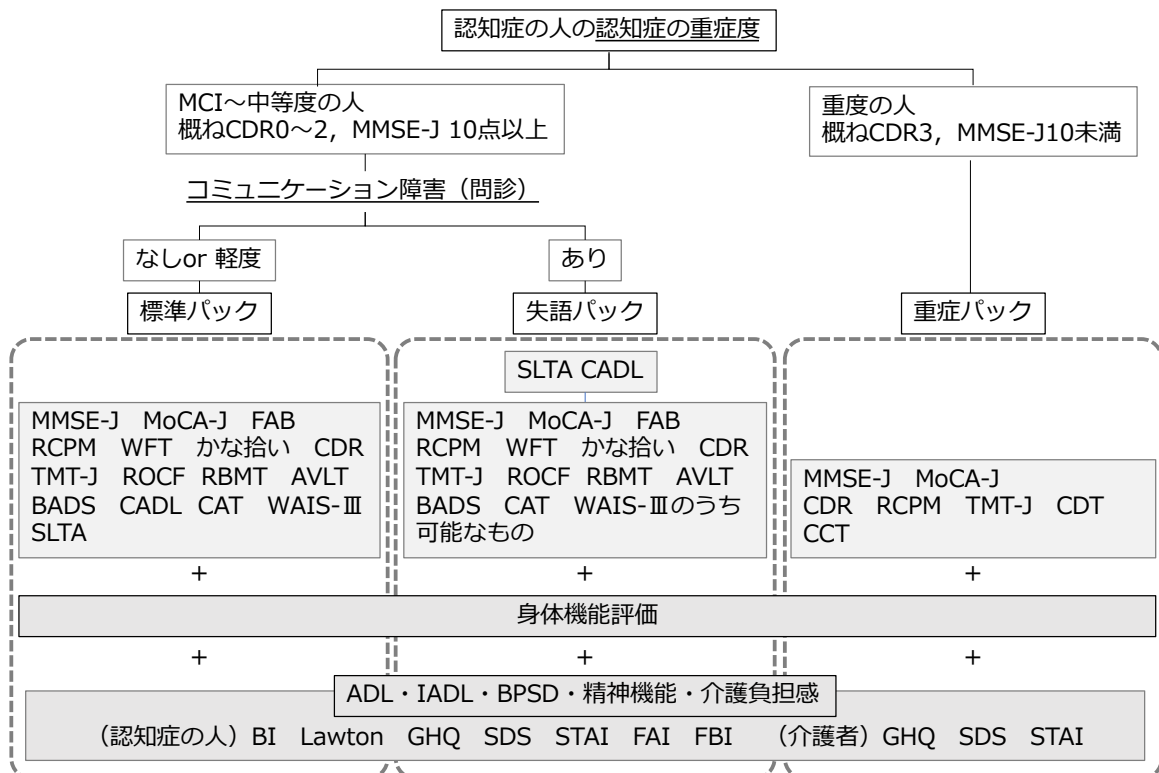 認知症の人の認知症の重症度
MCI～中等度の人
概ねCDR0～2，MMSE-J 10点以上
重度の人
概ねCDR3，MMSE-J10未満
コミュニケーション障害（問診）
なしor 軽度
あり
標準パック
失語パック
重症パック
SLTA CADL
MMSE-J MoCA-J FAB
RCPM WFT かな拾い CDR
TMT-J ROCF RBMT AVLT
BADS CADL CAT WAIS-Ⅲ
SLTA
MMSE-J MoCA-J FAB
RCPM WFT かな拾い CDR
TMT-J ROCF RBMT AVLT
BADS CAT WAIS-Ⅲのうち
可能なもの
MMSE-J MoCA-J
CDR RCPM TMT-J CDT
CCT
+ + +
身体機能評価
+ + +
ADL・IADL・BPSD・精神機能・介護負担感
（認知症の人）BI Lawton GHQ SDS STAI FAI FBI （介護者）GHQ SDS STAI